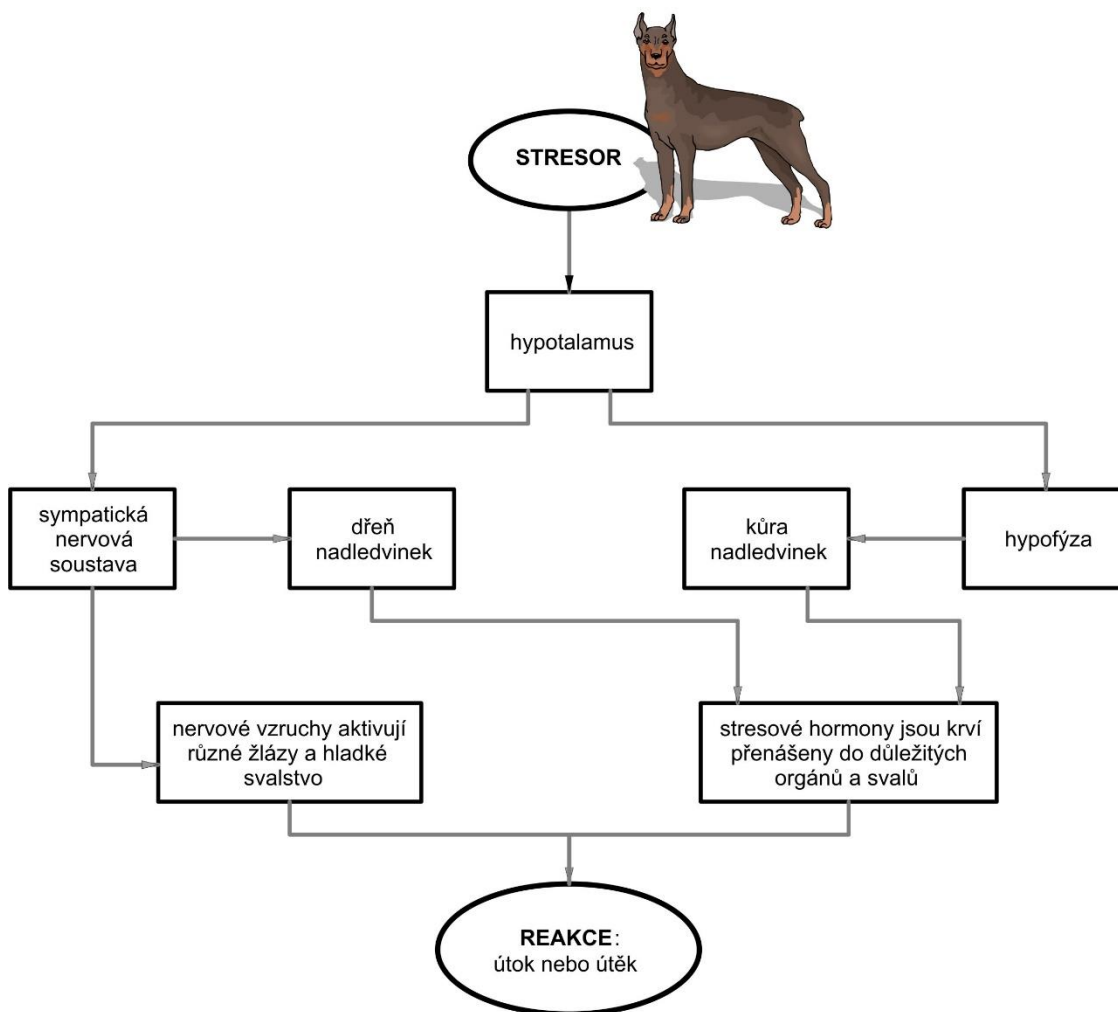 STRESOR
hypotalamus
sympatická
nervová
soustava
dřeň
nadledvinek
kůra
nadledvinek
hypofýza
nervové vzruchy aktivují
různé žlázy a hladké
svalstvo
stresové hormony jsou krví
přenášeny do důležitých
orgánů a svalů
REAKCE:
útok nebo útěk